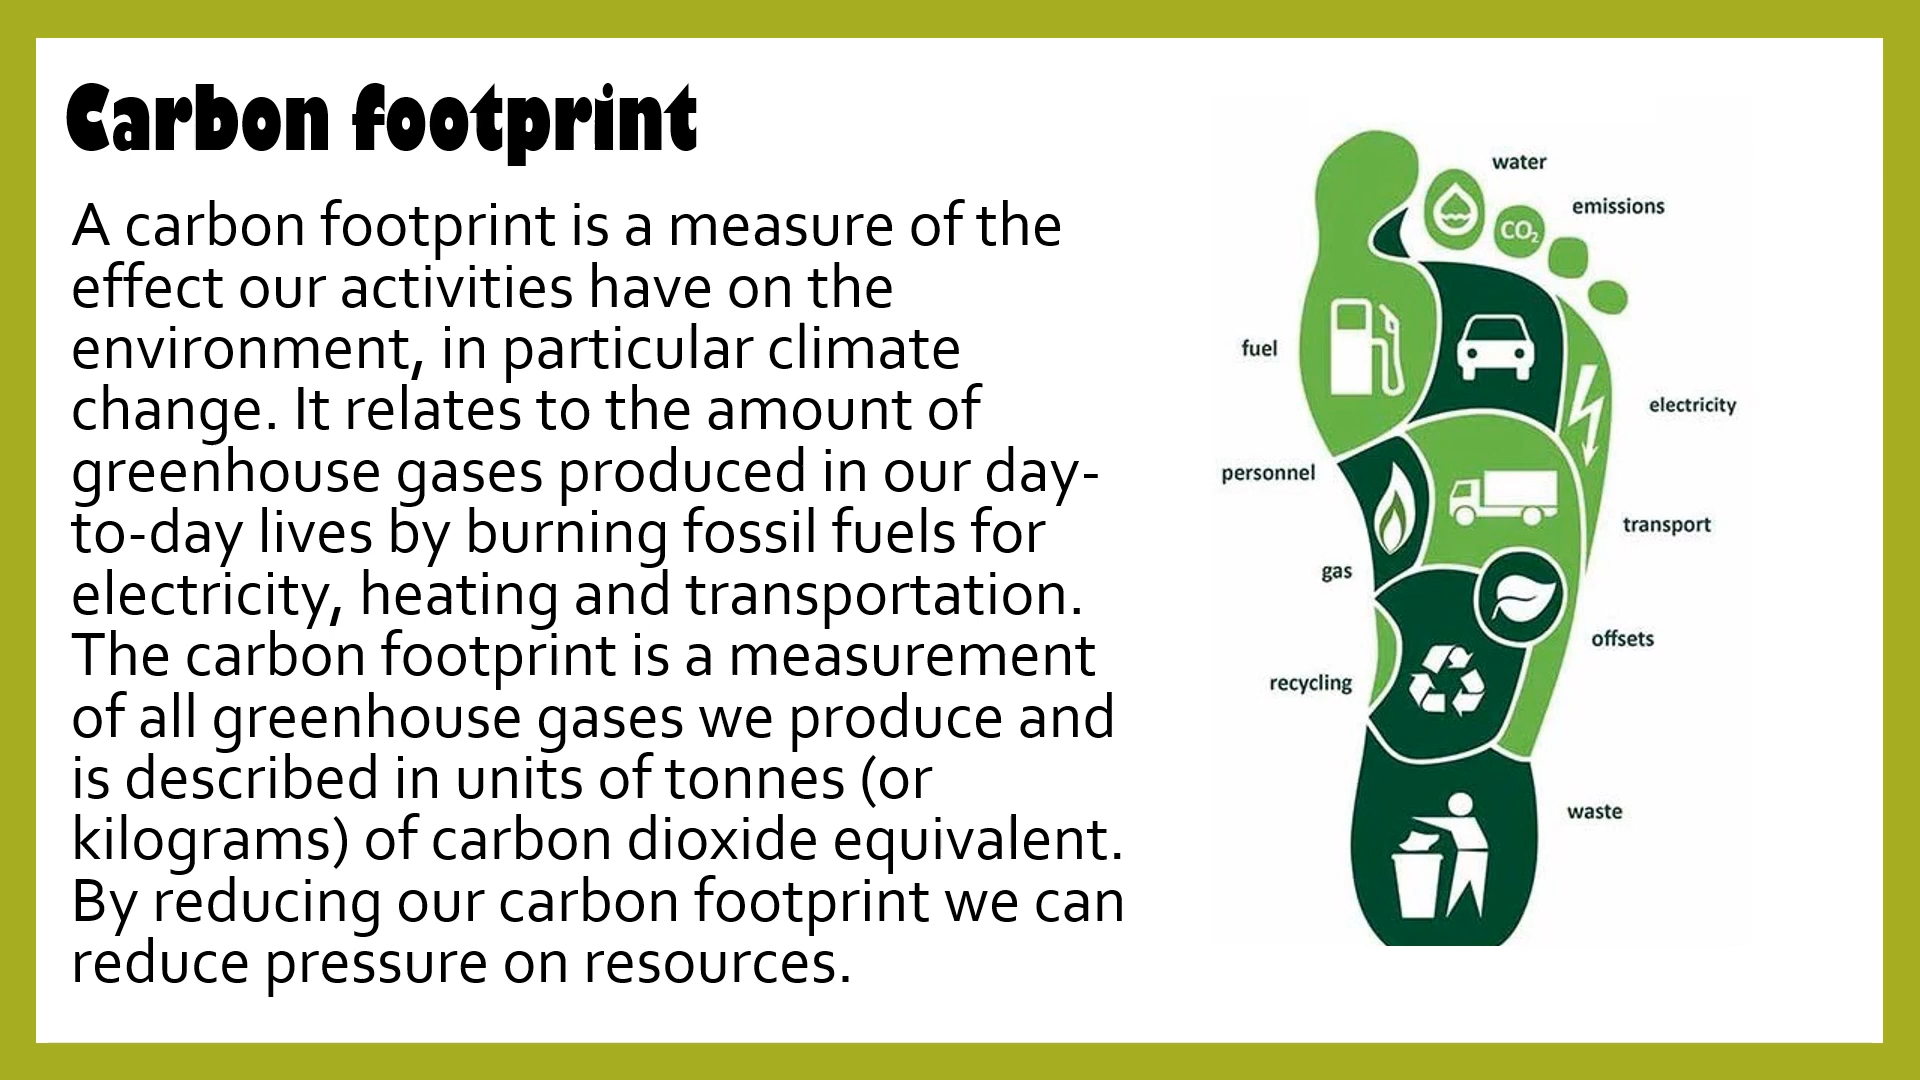 Carbon footprint
A carbon footprint is a measure of the
effect our activities have on the
environment, in particular climate
change. It relates to the amount of
greenhouse gases produced in our day-
to-day lives by burning fossil fuels for
electricity, heating and transportation.
The carbon footprint is a measurement
of all greenhouse gases we produce and
is described in units of tonnes (or
kilograms) of carbon dioxide equivalent.
By reducing our carbon footprint we can
reduce pressure on resources.
water
emissions
CO₂
fuel
electricity
personnel
transport
gas
offsets
recycling
waste